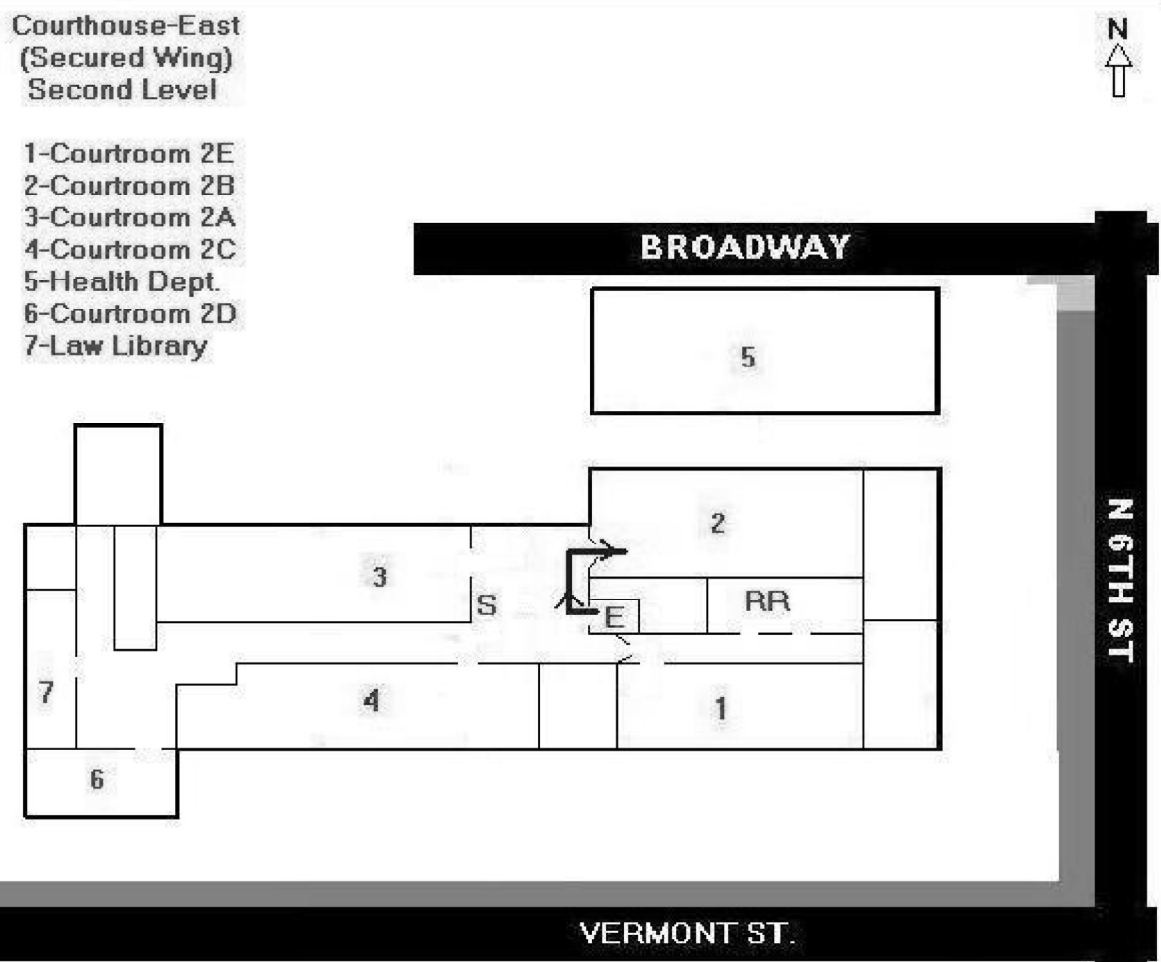 Courthouse-East
(Secured Wing)
Second Level
N
1-Courtroom 2E
2-Courtroom 2B
3-Courtroom 2A
4-Courtroom 2C
5-Health Dept.
6-Courtroom 2D
7-Law Library
BROADWAY
5
2
N 6TH ST
3
S
E
RR
7
4
1
6
VERMONT ST.